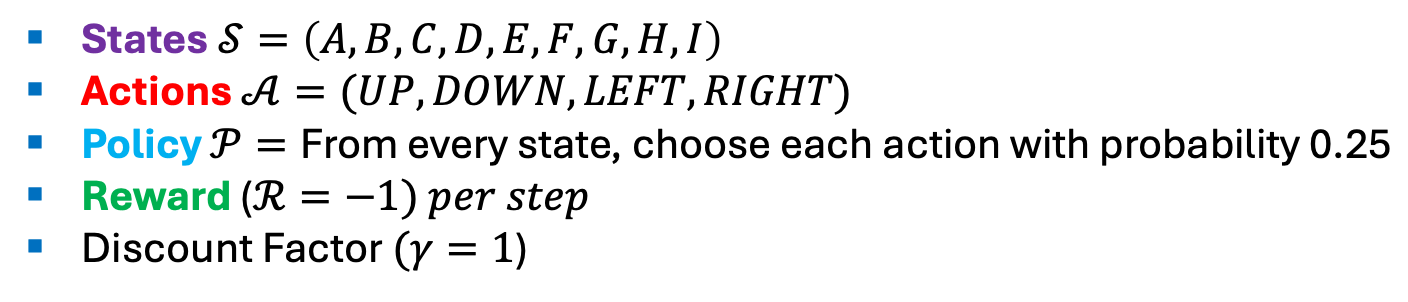 ▪ States 𝒮 = (A, B, C, D, E, F, G, H, I)
▪ Actions 𝒜 = (UP, DOWN, LEFT, RIGHT)
▪ Policy 𝒫 = From every state, choose each action with probability 0.25
▪ Reward (ℛ = −1) per step
▪ Discount Factor (γ = 1)